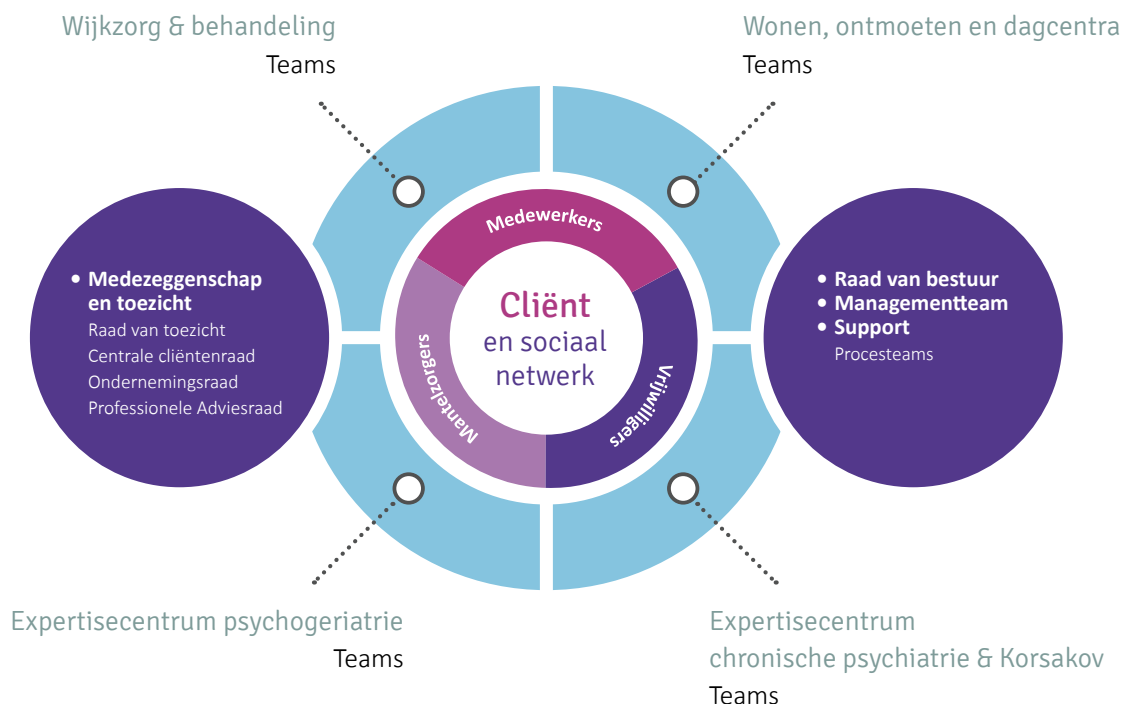 Wijkzorg & behandeling
Teams
Wonen, ontmoeten en dagcentra
Teams
• Medezeggenschap
en toezicht
Raad van toezicht
Centrale cliëntenraad
Ondernemingsraad
Professionele Adviesraad
Medewerkers
Mantelzorgers
Vrijwilligers
Cliënt
en sociaal
netwerk
• Raad van bestuur
• Managementteam
• Support
Procesteams
Expertisecentrum psychogeriatrie
Teams
Expertisecentrum
chronische psychiatrie & Korsakov
Teams